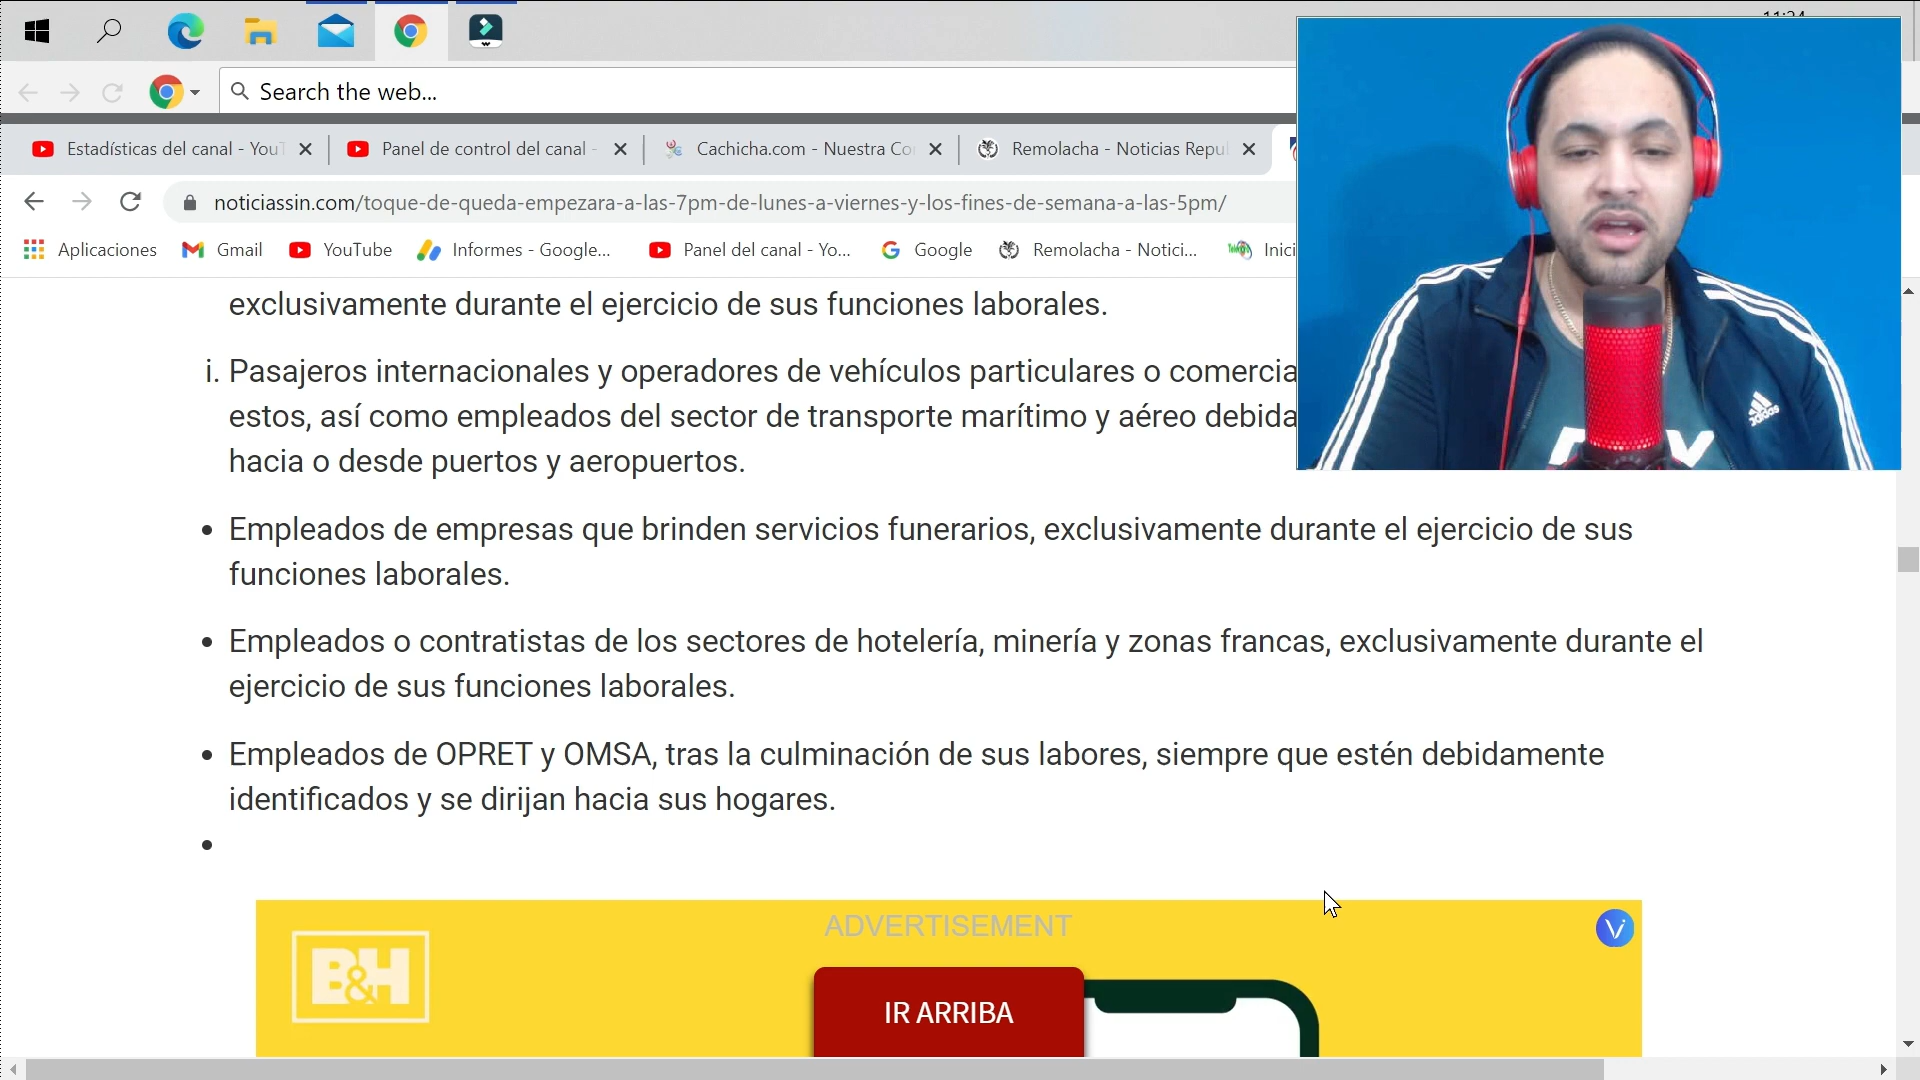 Search the web...
Estadísticas del canal - YouT
Panel de control del canal -
Cachicha.com - Nuestra Co
Remolacha - Noticias Repu
noticiassin.com/toque-de-queda-empezara-a-las-7pm-de-lunes-a-viernes-y-los-fines-de-semana-a-las-5pm/
Aplicaciones
Gmail
YouTube
Informes - Google...
Panel del canal - Yo...
Google
Remolacha - Notici...
Inici
exclusivamente durante el ejercicio de sus funciones laborales.
i. Pasajeros internacionales y operadores de vehículos particulares o comercia
estos, así como empleados del sector de transporte marítimo y aéreo debida
hacia o desde puertos y aeropuertos.
• Empleados de empresas que brinden servicios funerarios, exclusivamente durante el ejercicio de sus
funciones laborales.
• Empleados o contratistas de los sectores de hotelería, minería y zonas francas, exclusivamente durante el
ejercicio de sus funciones laborales.
• Empleados de OPRET y OMSA, tras la culminación de sus labores, siempre que estén debidamente
identificados y se dirijan hacia sus hogares.
•
ADVERTISEMENT
B&H
IR ARRIBA
adidas